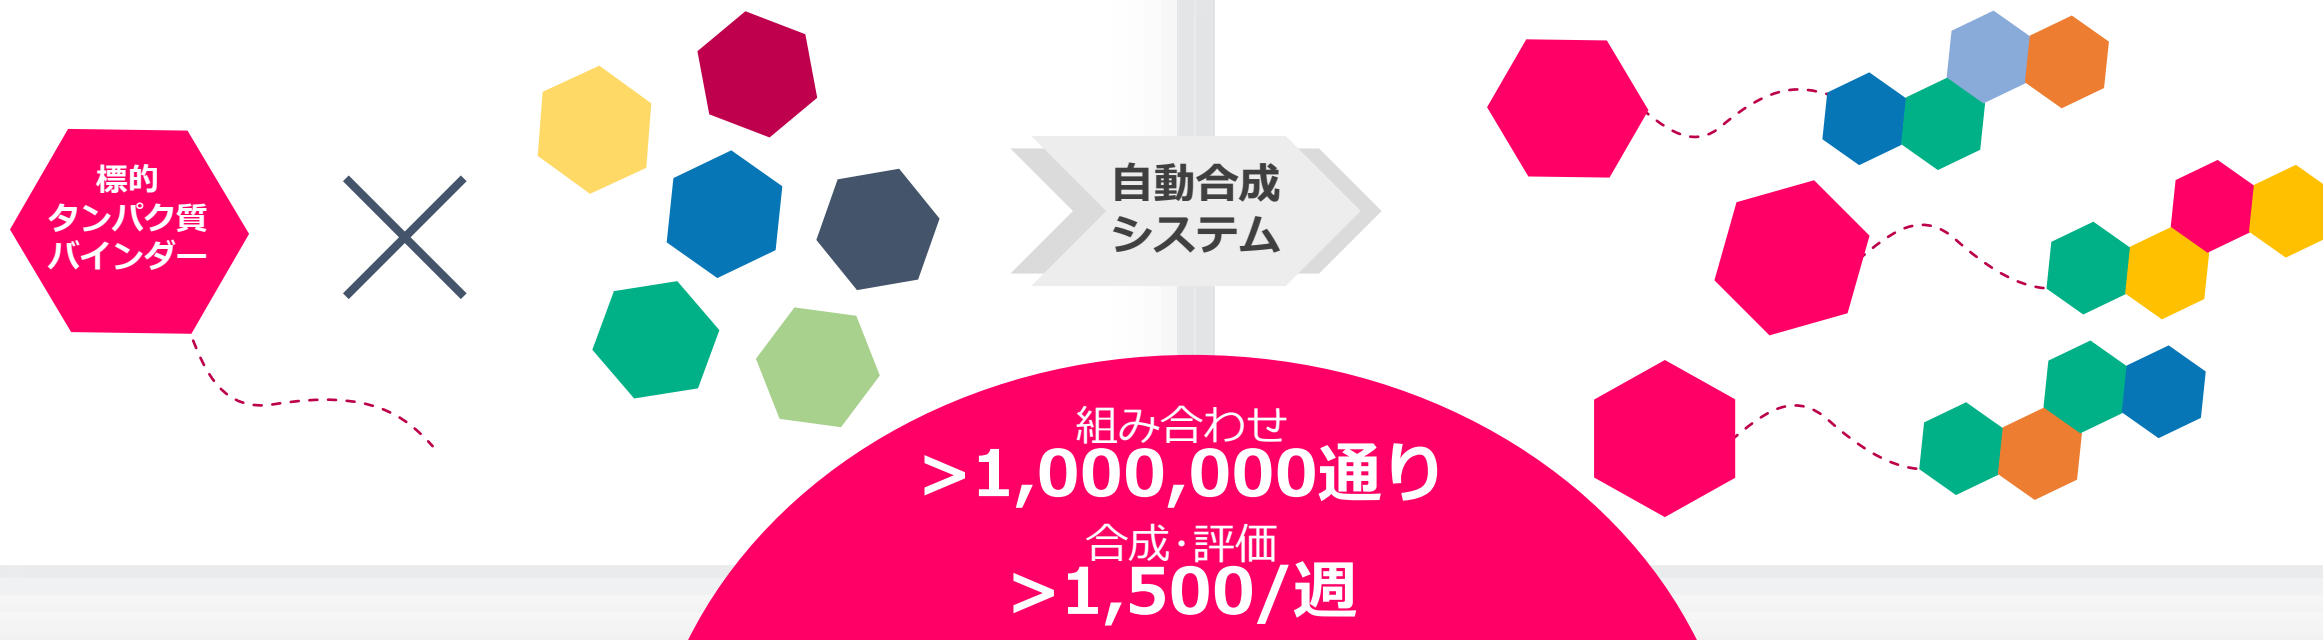 標的
タンパク質
バインダー
自動合成
システム
組み合わせ
>1,000,000通り
合成·評価
>1,500/週